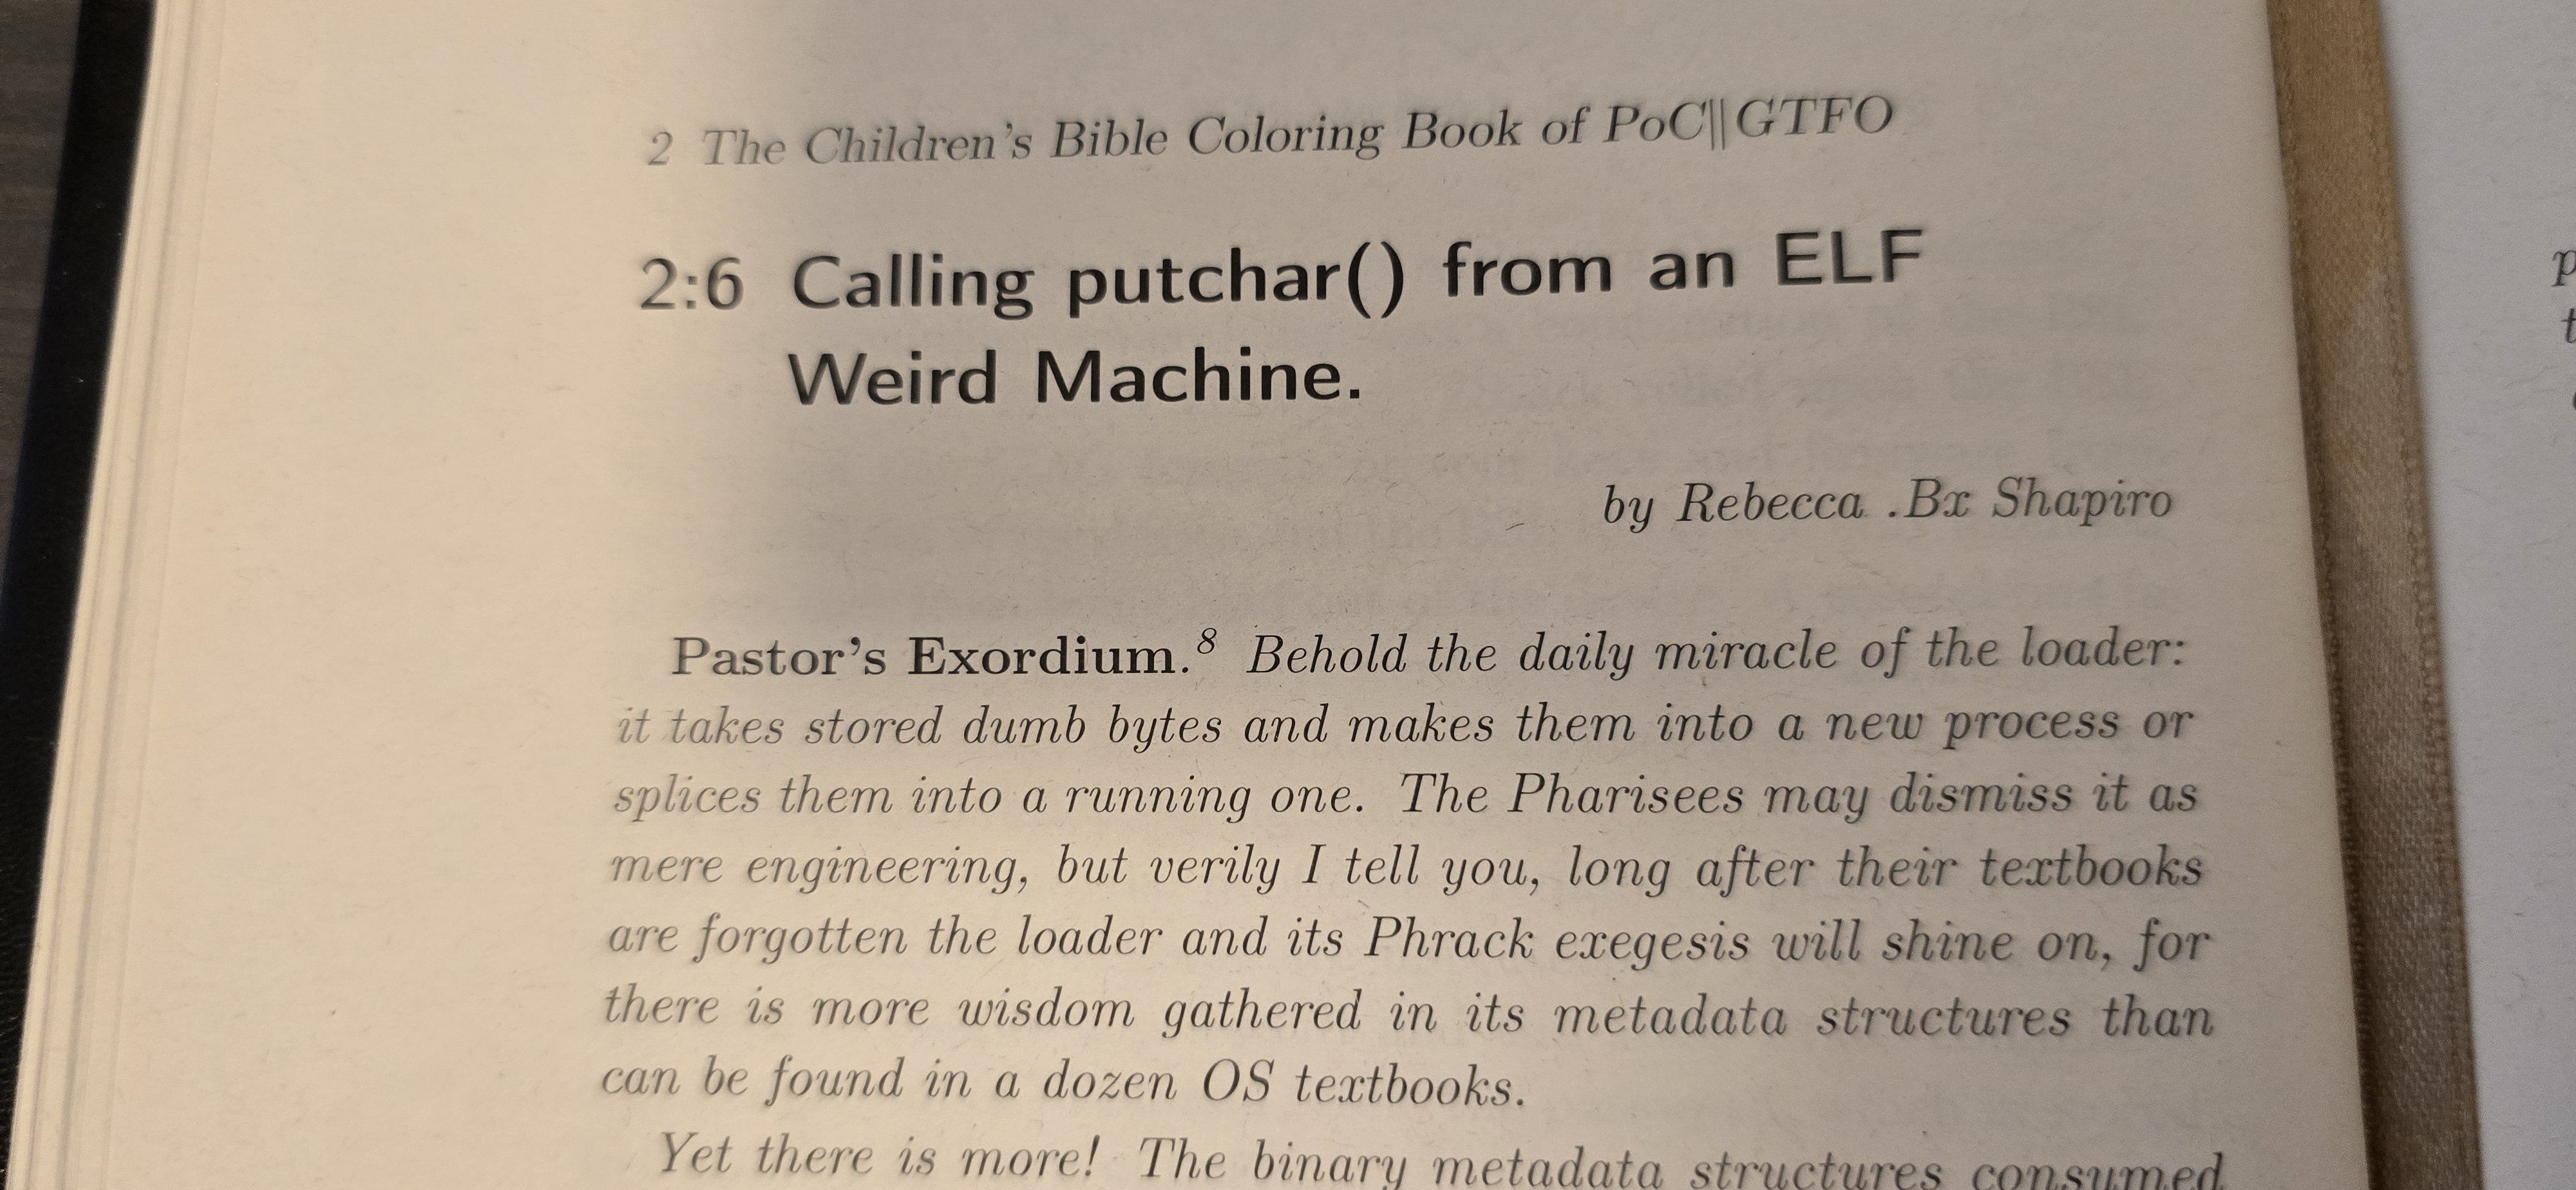 2 The Children's Bible Coloring Book of PoC||GTFO
2:6 Calling putchar() from an ELF
Weird Machine.
by Rebecca .Bx Shapiro
Pastor's Exordium.⁸ Behold the daily miracle of the loader:
it takes stored dumb bytes and makes them into a new process or
splices them into a running one. The Pharisees may dismiss it as
mere engineering, but verily I tell you, long after their textbooks
are forgotten the loader and its Phrack exegesis will shine on, for
there is more wisdom gathered in its metadata structures than
can be found in a dozen OS textbooks.
Yet there is more! The binary metadata structures consumed